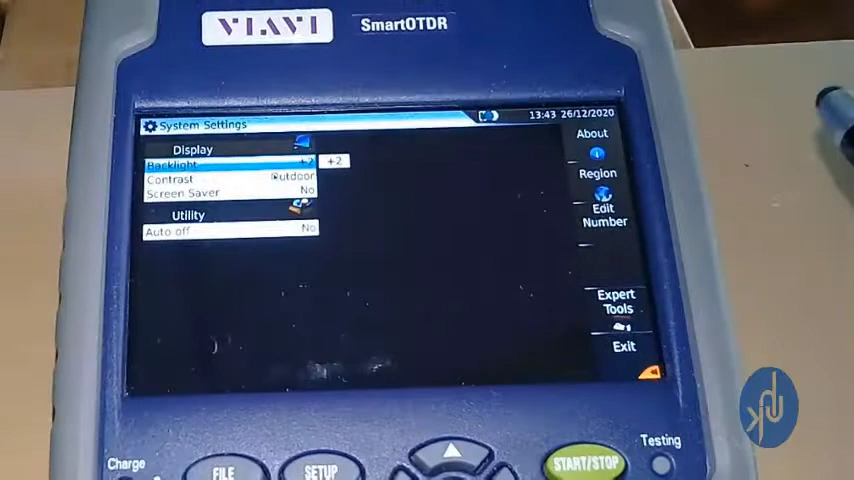 VIAVI
SmartOTDR
System Settings
13:43 26/12/2020
Display
Backlight +2 +2
Contrast Outdoor
Screen Saver No
Utility
Auto off No
About
Region
Edit
Number
Expert
Tools
Exit
Charge
FILE
SETUP
START/STOP
Testing